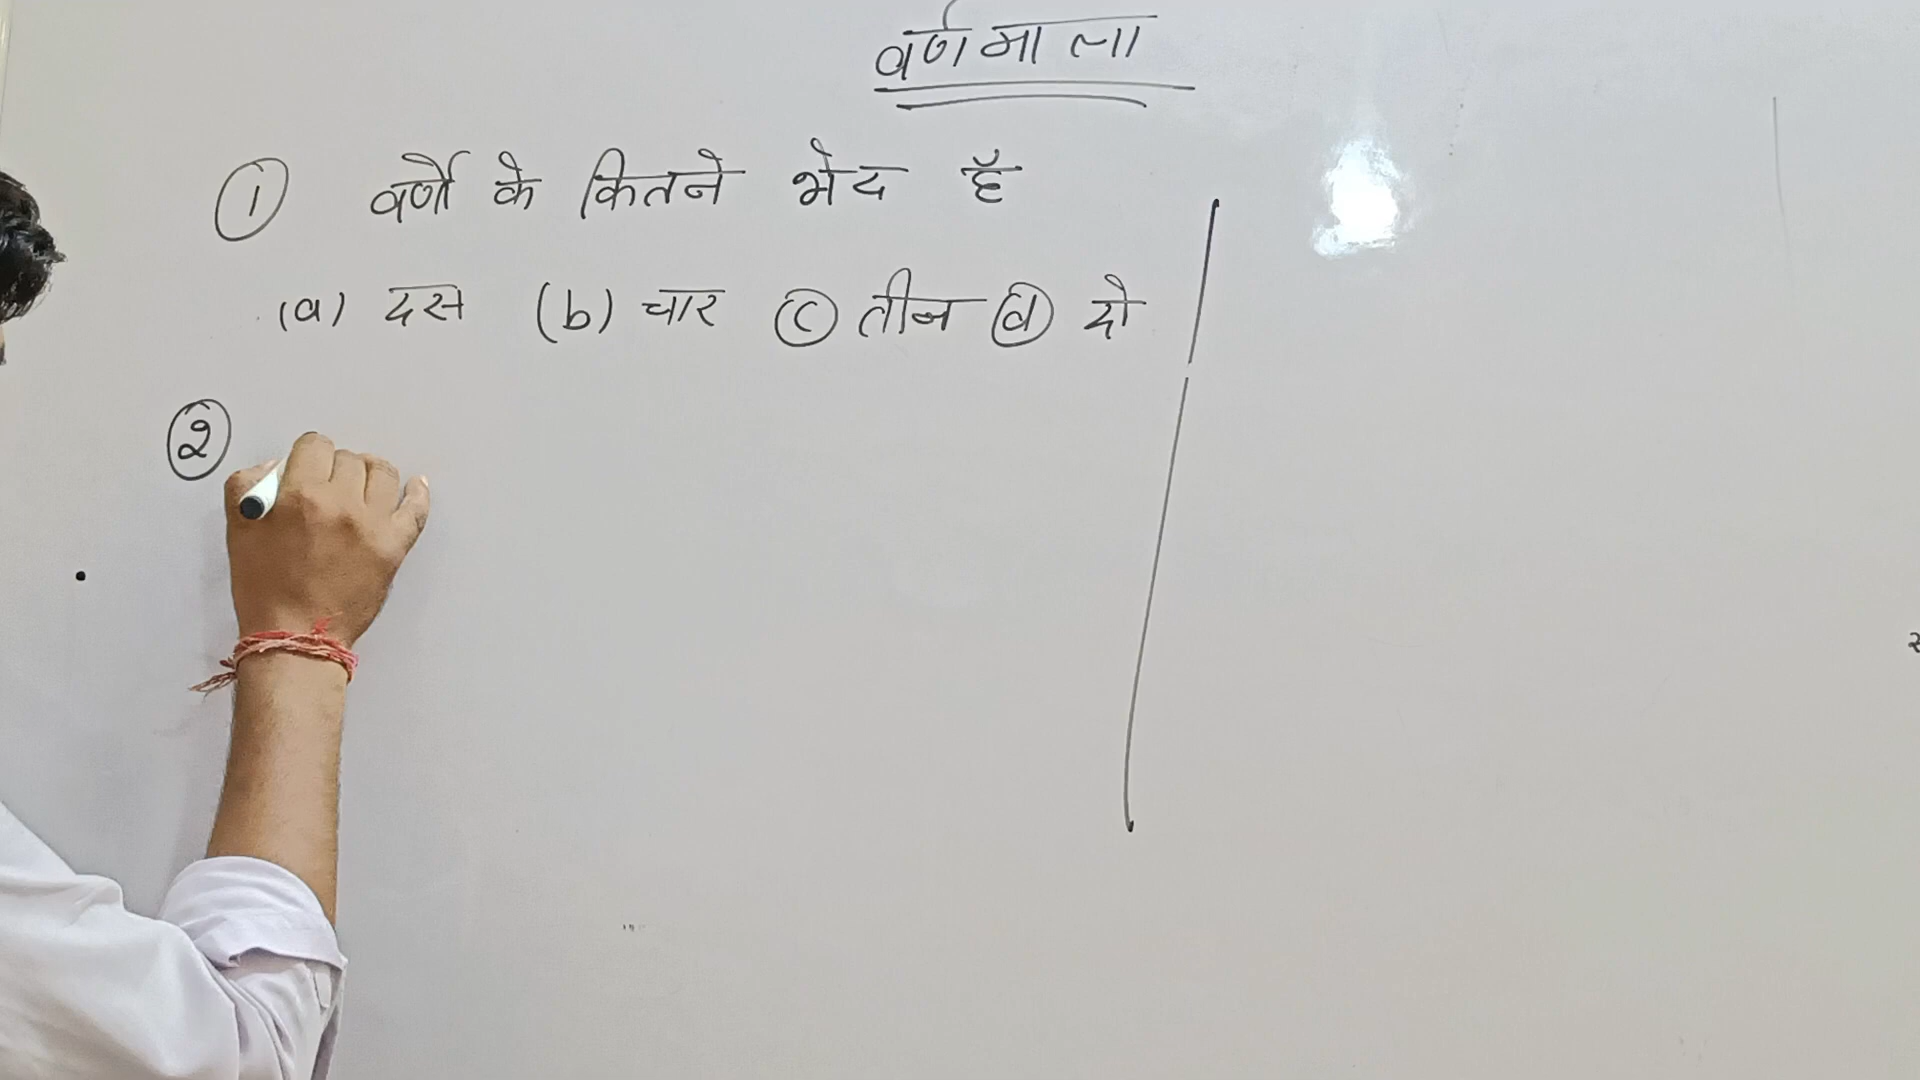 वर्णमाला
① वर्णों के कितने भेद हैं
(a) दस (b) चार ⓒ तीन ⓓ दो
②